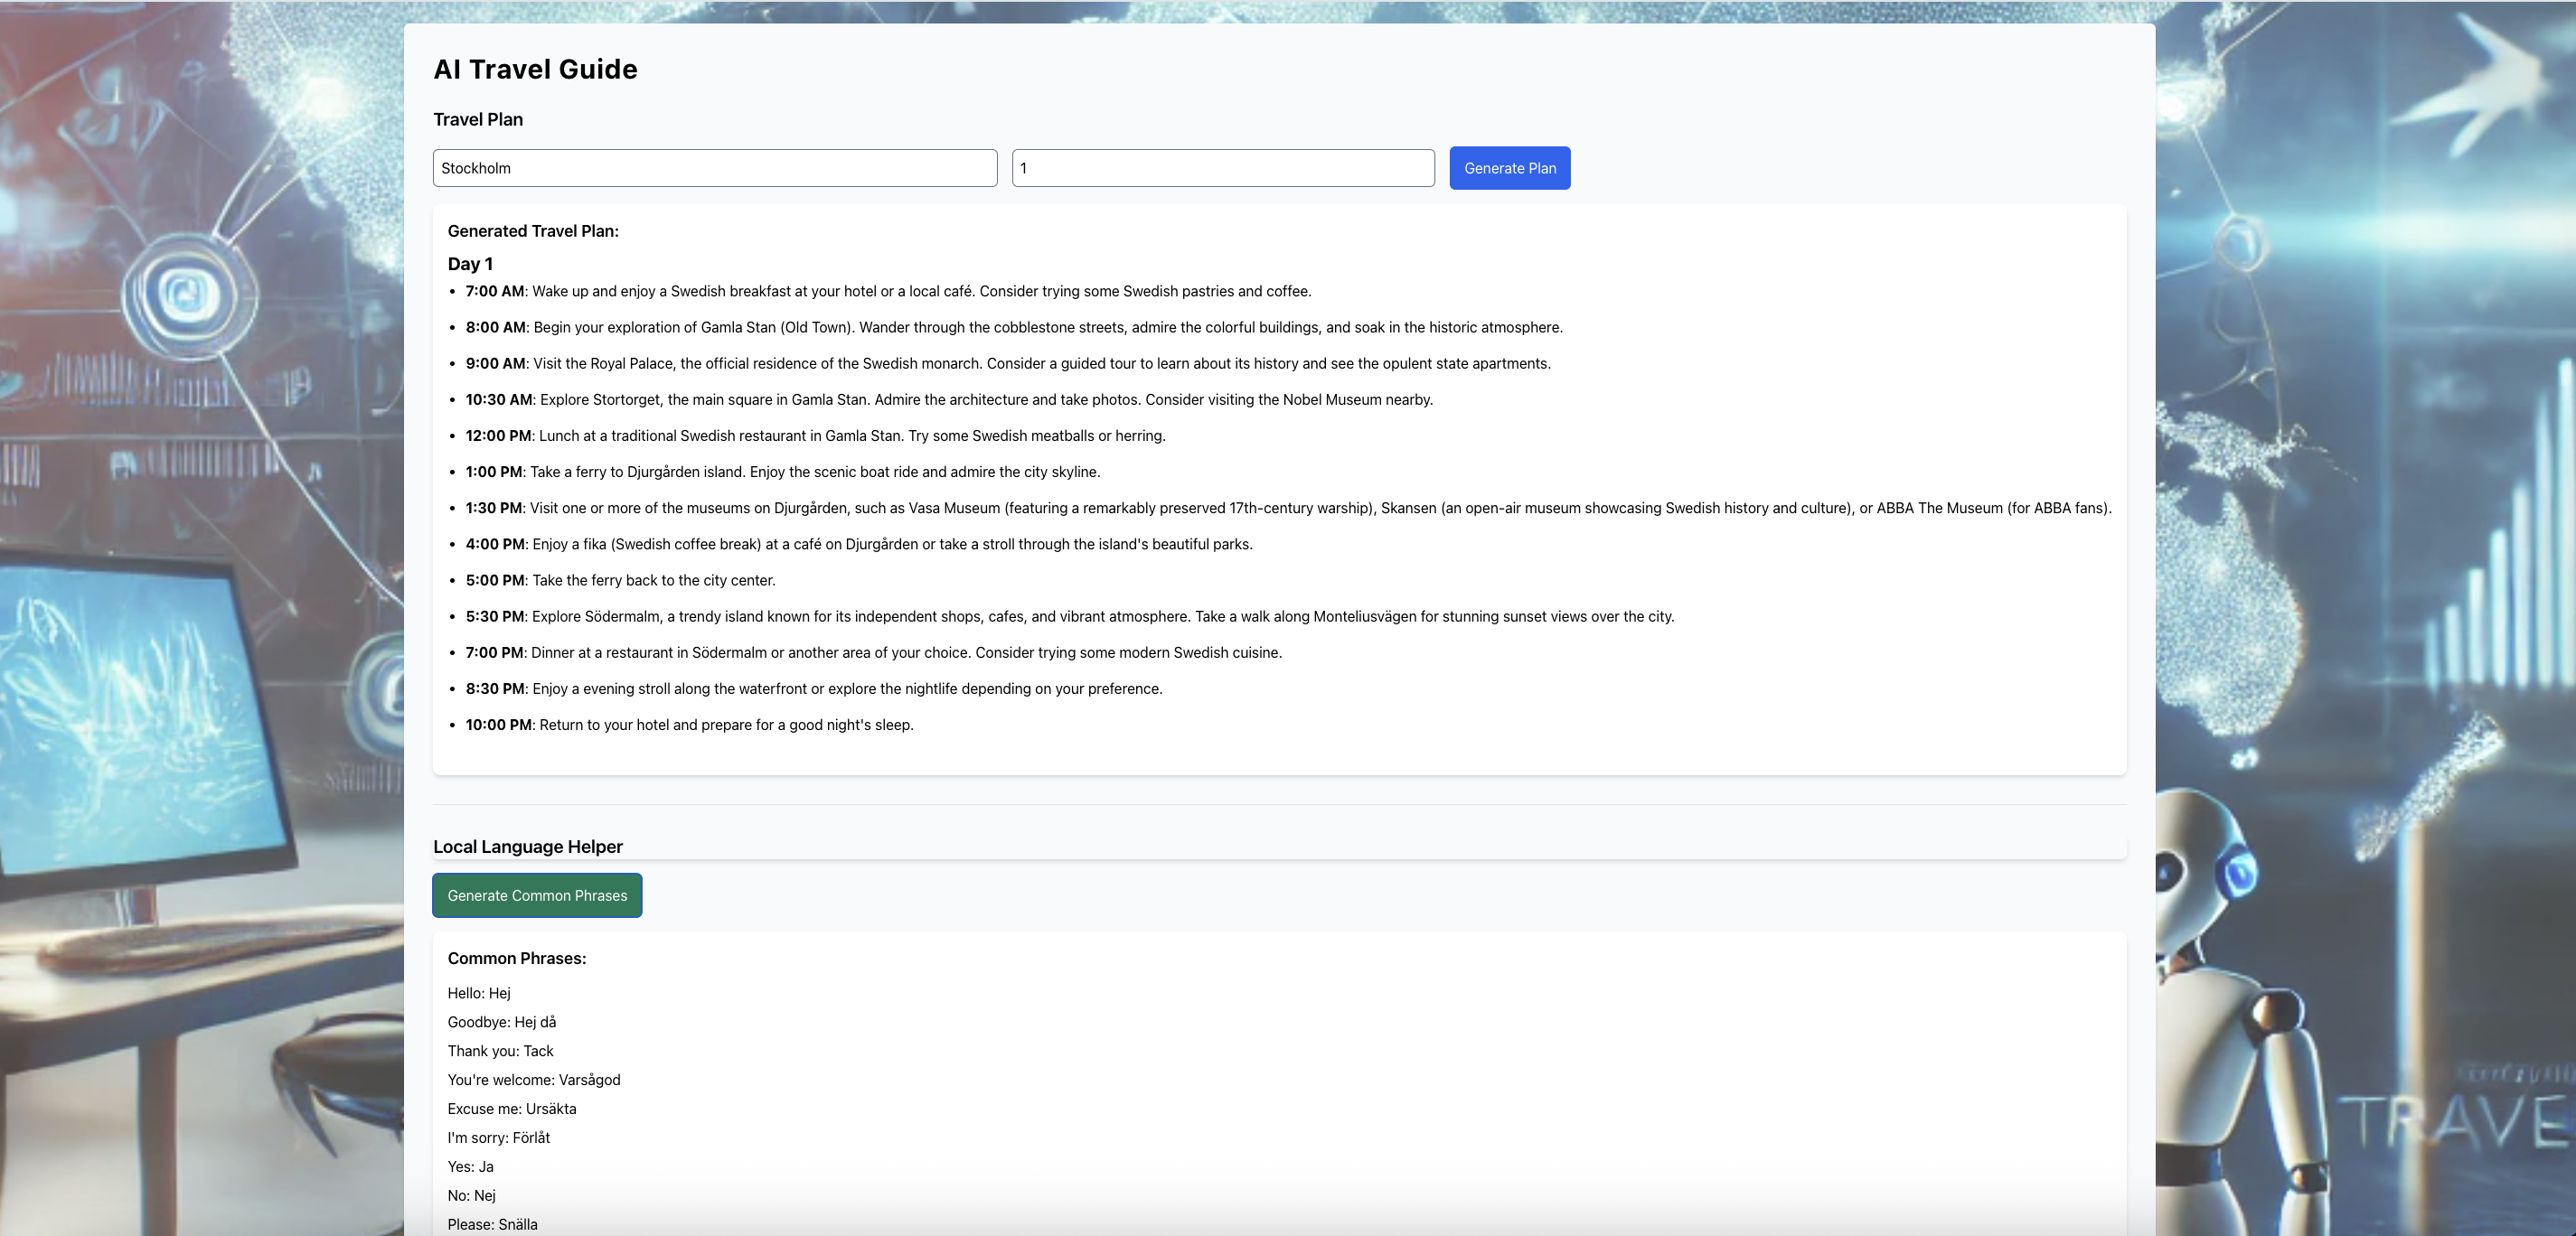 AI Travel Guide
Travel Plan
Stockholm
1
Generate Plan
Generated Travel Plan:
Day 1
• 7:00 AM: Wake up and enjoy a Swedish breakfast at your hotel or a local café. Consider trying some Swedish pastries and coffee.
• 8:00 AM: Begin your exploration of Gamla Stan (Old Town). Wander through the cobblestone streets, admire the colorful buildings, and soak in the historic atmosphere.
• 9:00 AM: Visit the Royal Palace, the official residence of the Swedish monarch. Consider a guided tour to learn about its history and see the opulent state apartments.
• 10:30 AM: Explore Stortorget, the main square in Gamla Stan. Admire the architecture and take photos. Consider visiting the Nobel Museum nearby.
• 12:00 PM: Lunch at a traditional Swedish restaurant in Gamla Stan. Try some Swedish meatballs or herring.
• 1:00 PM: Take a ferry to Djurgården island. Enjoy the scenic boat ride and admire the city skyline.
• 1:30 PM: Visit one or more of the museums on Djurgården, such as Vasa Museum (featuring a remarkably preserved 17th-century warship), Skansen (an open-air museum showcasing Swedish history and culture), or ABBA The Museum (for ABBA fans).
• 4:00 PM: Enjoy a fika (Swedish coffee break) at a café on Djurgården or take a stroll through the island's beautiful parks.
• 5:00 PM: Take the ferry back to the city center.
• 5:30 PM: Explore Södermalm, a trendy island known for its independent shops, cafes, and vibrant atmosphere. Take a walk along Monteliusvägen for stunning sunset views over the city.
• 7:00 PM: Dinner at a restaurant in Södermalm or another area of your choice. Consider trying some modern Swedish cuisine.
• 8:30 PM: Enjoy a evening stroll along the waterfront or explore the nightlife depending on your preference.
• 10:00 PM: Return to your hotel and prepare for a good night's sleep.
Local Language Helper
Generate Common Phrases
Common Phrases:
Hello: Hej
Goodbye: Hej då
Thank you: Tack
You're welcome: Varsågod
Excuse me: Ursäkta
I'm sorry: Förlåt
Yes: Ja
No: Nej
Please: Snälla
TRAVE